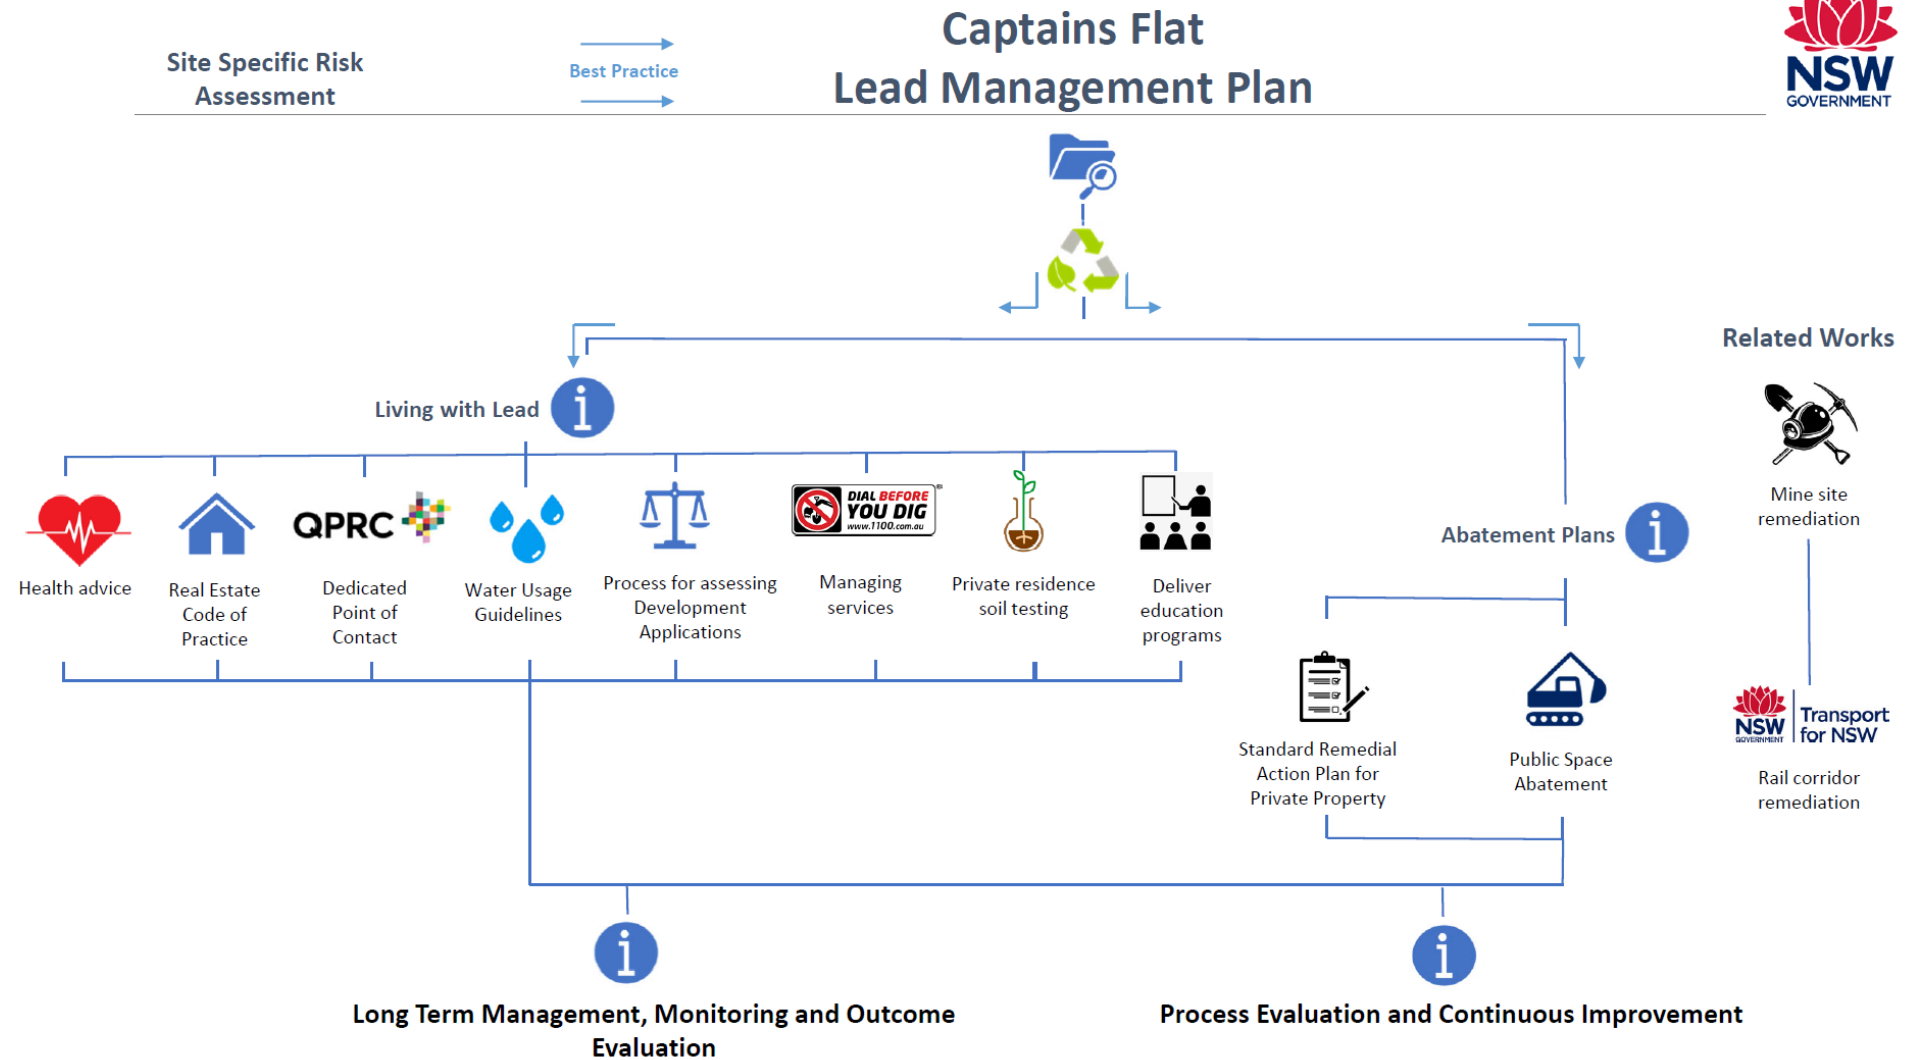 Captains Flat
Lead Management Plan
Site Specific Risk
Assessment
Best Practice
NSW
GOVERNMENT
Related Works
Living with Lead
i
Health advice
Real Estate
Code of
Practice
QPRC
Dedicated
Point of
Contact
Water Usage
Guidelines
Process for assessing
Development
Applications
DIAL BEFORE
YOU DIG
www.1100.com.au
Managing
services
Private residence
soil testing
Deliver
education
programs
Abatement Plans
i
Standard Remedial
Action Plan for
Private Property
Public Space
Abatement
Mine site
remediation
NSW
GOVERNMENT
Transport
for NSW
Rail corridor
remediation
i
Long Term Management, Monitoring and Outcome
Evaluation
i
Process Evaluation and Continuous Improvement